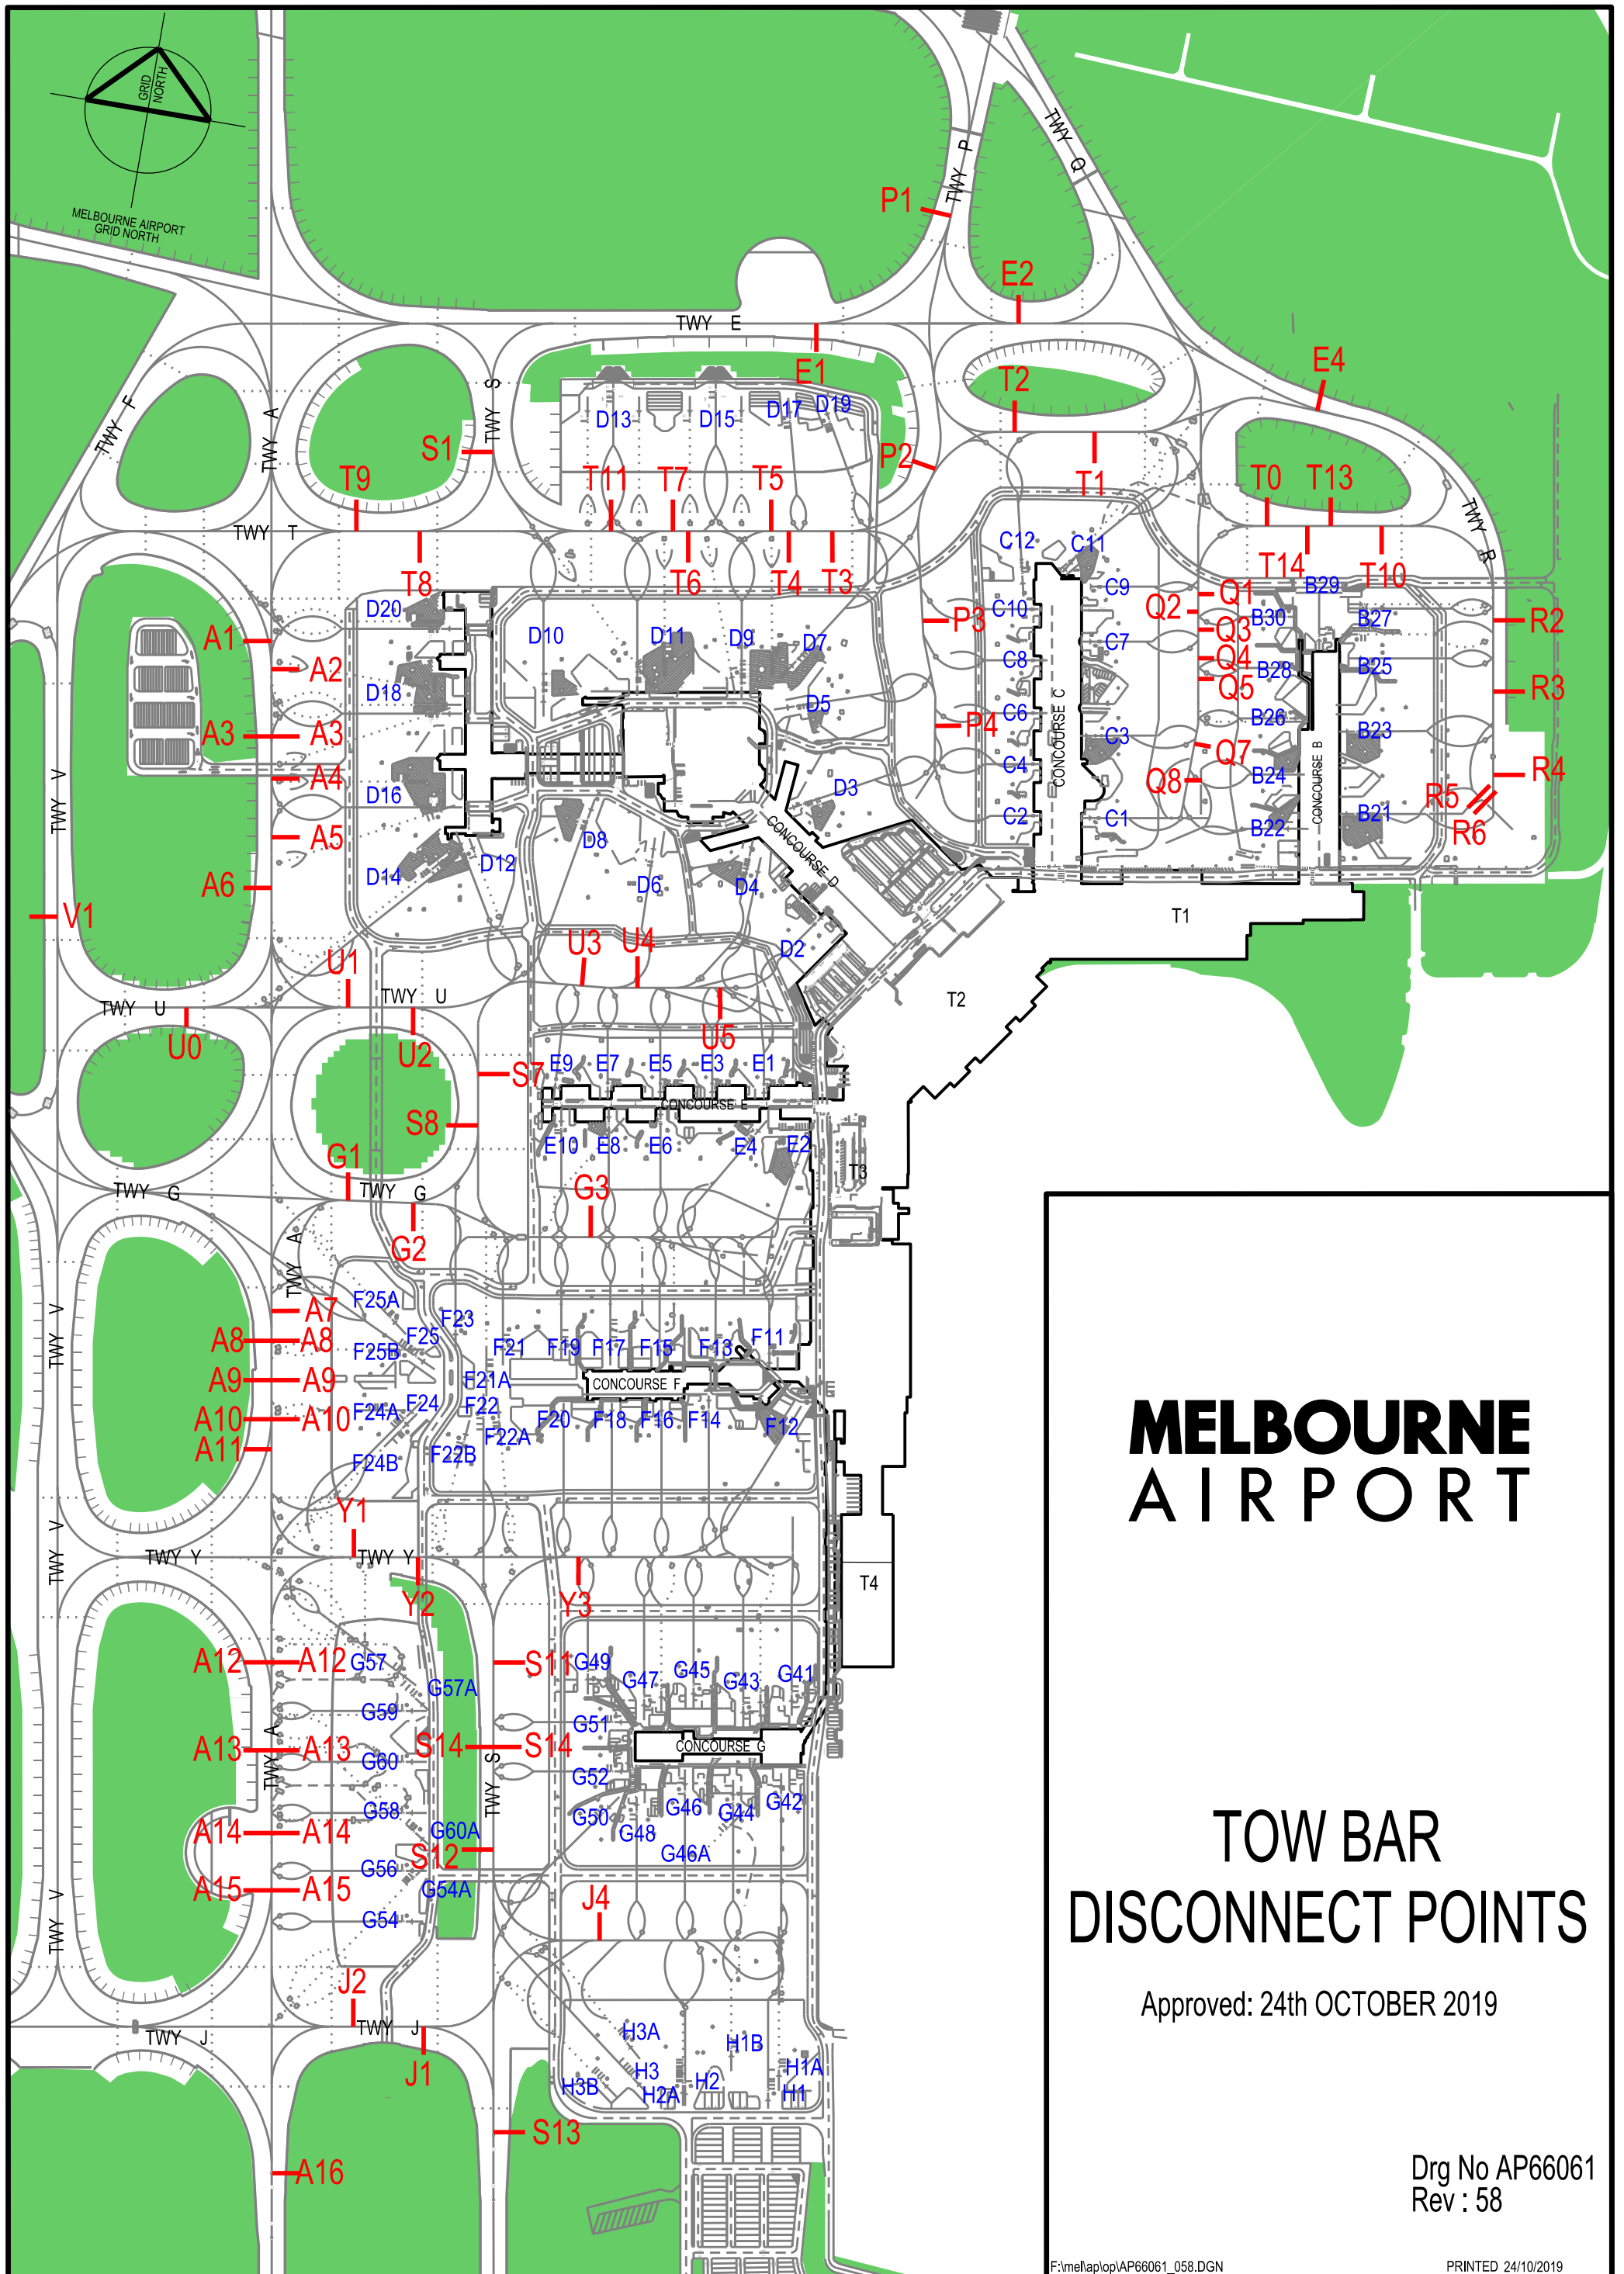 GRID
NORTH
MELBOURNE AIRPORT
GRID NORTH
TWY P
TWY Q
P1
E2
TWY E
E1
E4
T2
TWY F
TWY A
TWY S
S1
D13
D15
D17
D19
P2
T1
T9
T11
T7
T5
T0
T13
TWY T
TWY R
T8
T6
T4
T3
T14
T10
C12
C11
B29
D20
C10
C9
Q1
Q2
B30
B27
R2
A1
D10
D11
D9
D7
P3
Q3
A2
C8
C7
Q4
B28
B25
D18
D5
Q5
R3
A3
A3
P4
C6
C3
B26
B23
Q7
TWY V
A4
D16
D3
C4
CONCOURSE C
Q8
B24
CONCOURSE B
R4
R5
R6
A5
D8
CONCOURSE D
C2
C1
B22
B21
D14
D12
D6
D4
A6
V1
T1
U1
U3
U4
D2
TWY U
TWY U
T2
U0
U2
U5
S7
E9
E7
E5
E3
E1
CONCOURSE E
S8
E10
E8
E6
E4
E2
G1
T3
TWY G
TWY G
G3
G2
TWY A
F25A
A7
F23
TWY V
A8
A8
F25
F25B
F21
F19
F17
F15
F13
F11
A9
A9
F21A
CONCOURSE F
A10
A10
F24A
F24
F22
F20
F18
F16
F14
F12
A11
F22A
F24B
F22B
MELBOURNE
AIRPORT
Y1
TWY V
TWY Y
TWY Y
T4
Y2
Y3
A12
A12
G57
S11
G49
G47
G45
G43
G41
G57A
G59
G51
A13
A13
TWY A
G60
S14
S14
TWY S
CONCOURSE G
G52
G58
G50
G46
G44
G42
A14
A14
G60A
G48
TOW BAR
S12
G46A
G56
A15
A15
G54A
DISCONNECT POINTS
TWY V
G54
J4
J2
Approved: 24th OCTOBER 2019
TWY J
TWY J
H3A
H1B
J1
H3
H1A
H3B
H2A
H2
H1
S13
A16
Drg No AP66061
Rev : 58
F:\mel\ap\op\AP66061_058.DGN
PRINTED 24/10/2019